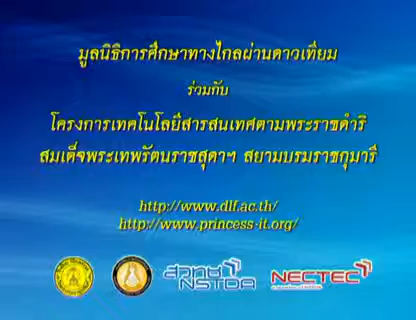 มูลนิธิการศึกษาทางไกลผ่านดาวเทียม
ร่วมกับ
โครงการเทคโนโลยีสารสนเทศตามพระราชดำริ
สมเด็จพระเทพรัตนราชสุดาฯ สยามบรมราชกุมารี
http://www.dlf.ac.th/
http://www.princess-it.org/
สวทช
NSTDA
NECTEC